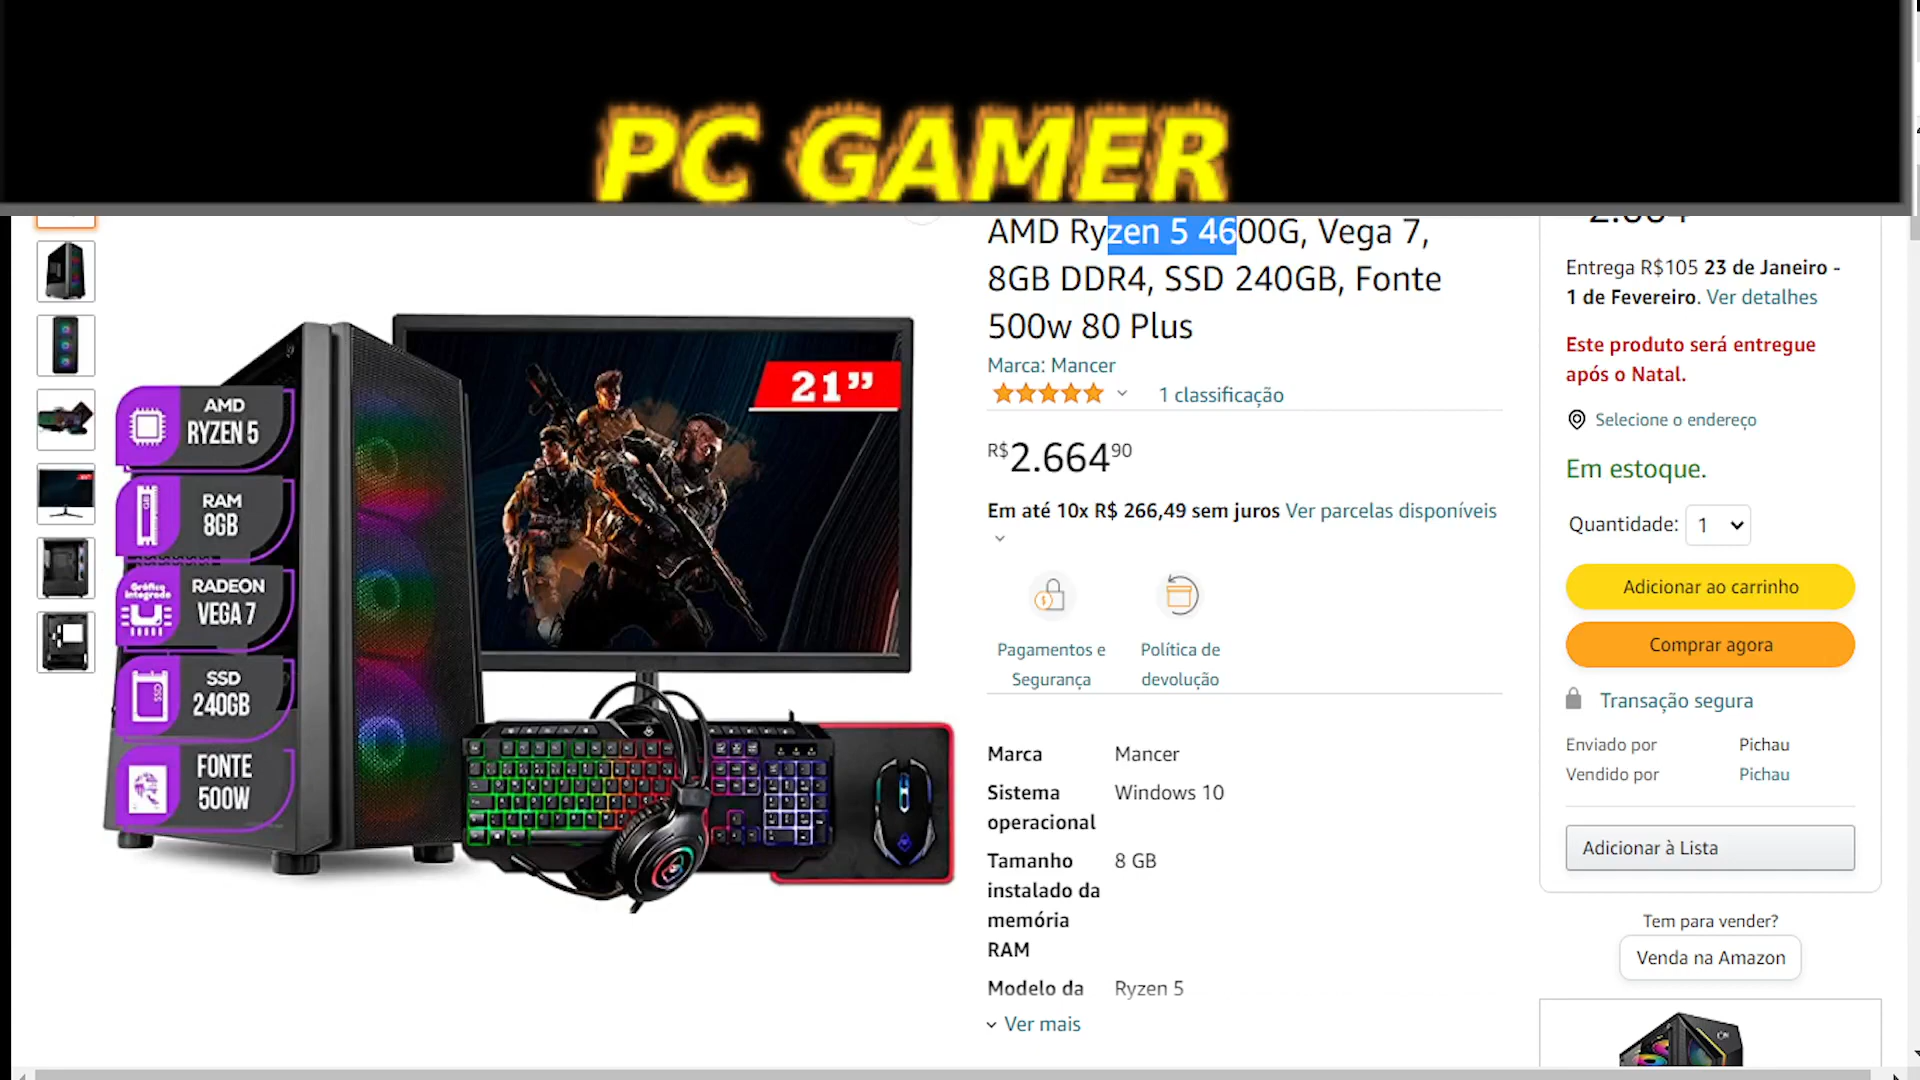 PC GAMER
AMD Ryzen 5 4600G, Vega 7,
8GB DDR4, SSD 240GB, Fonte
500w 80 Plus
Marca: Mancer
1 classificação
R$2.66490
Em até 10x R$ 266,49 sem juros Ver parcelas disponíveis
Pagamentos e
Segurança
Política de
devolução
Marca Mancer
Sistema
operacional
Windows 10
Tamanho
instalado da
memória
RAM
8 GB
Modelo da
Ryzen 5
Ver mais
21”
AMD
RYZEN 5
RAM
8GB
Gráfico
Integrado
RADEON
VEGA 7
SSD
240GB
FONTE
500W
Entrega R$105 23 de Janeiro -
1 de Fevereiro. Ver detalhes
Este produto será entregue
após o Natal.
Selecione o endereço
Em estoque.
Quantidade: 1
Adicionar ao carrinho
Comprar agora
Transação segura
Enviado por Pichau
Vendido por Pichau
Adicionar à Lista
Tem para vender?
Venda na Amazon